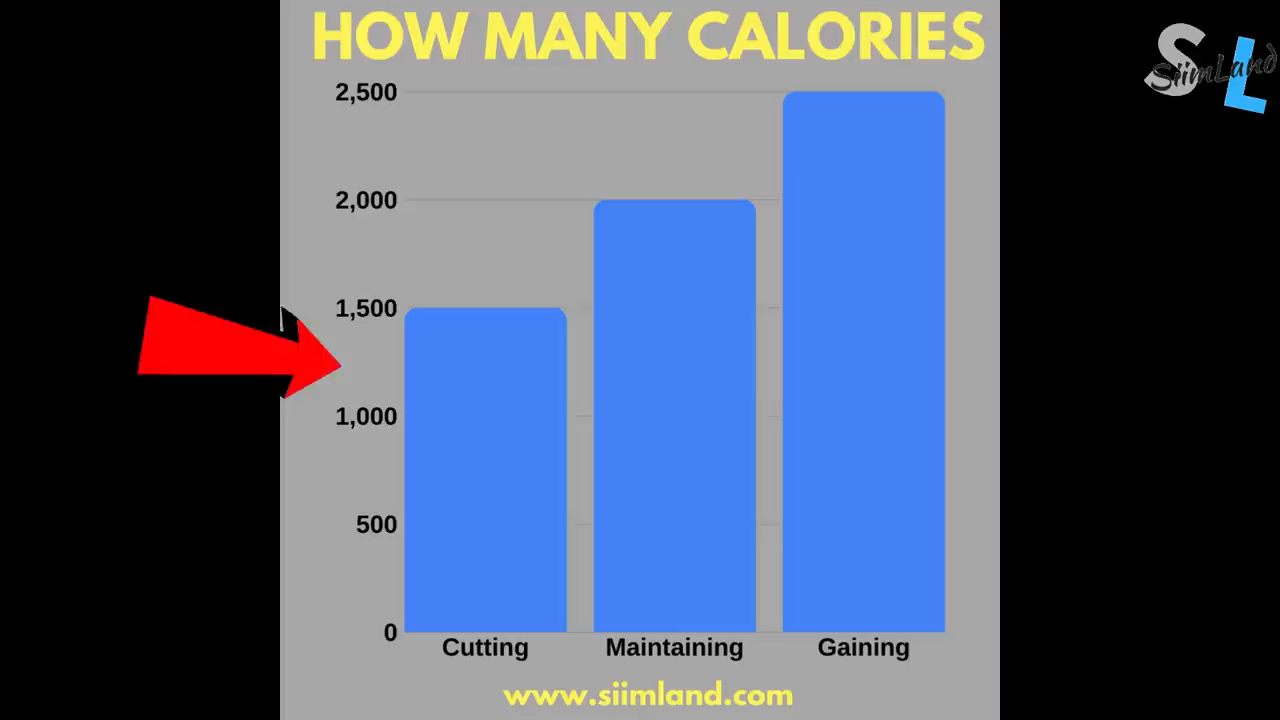 HOW MANY CALORIES
SiimLand
SL
2,500
2,000
1,500
1,000
500
0
Cutting Maintaining Gaining
www.siimland.com